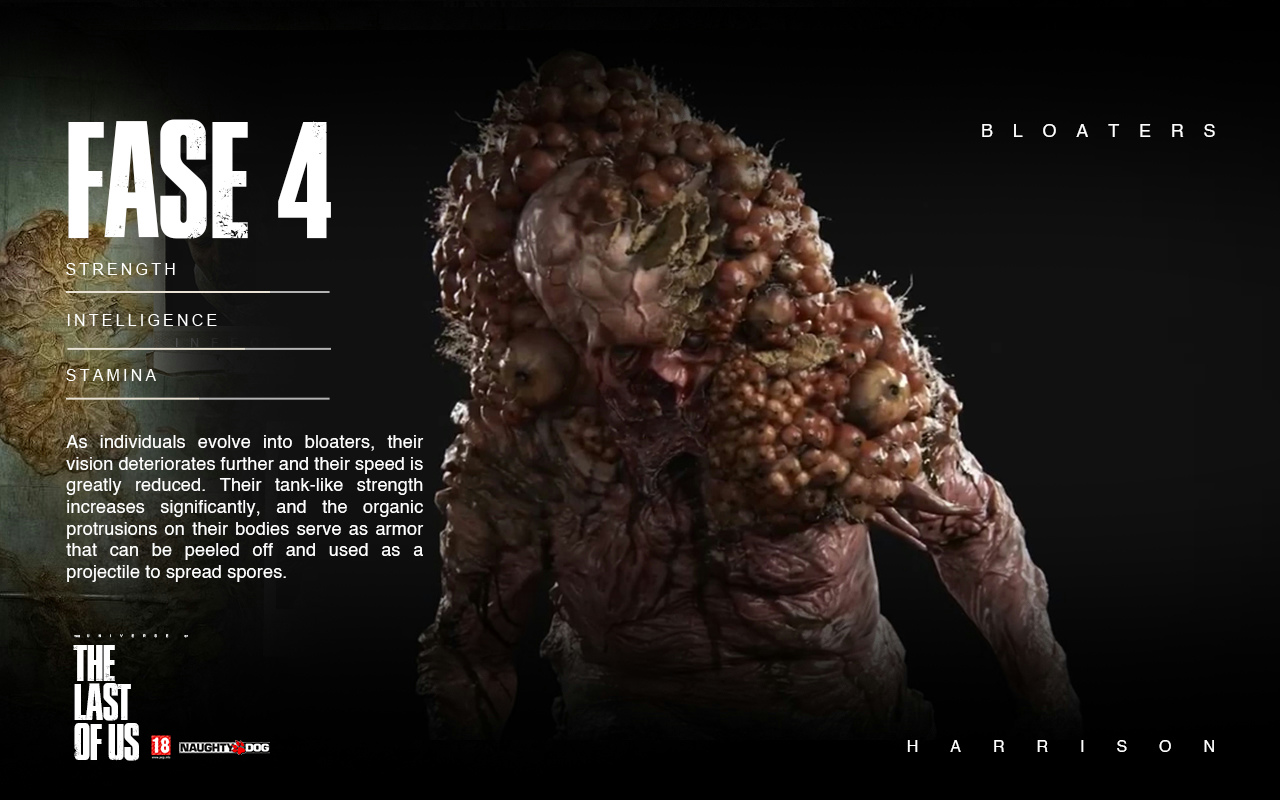 FASE 4
BLOATERS
STRENGTH
INTELLIGENCE
STAMINA
As individuals evolve into bloaters, their
vision deteriorates further and their speed is
greatly reduced. Their tank-like strength
increases significantly, and the organic
protrusions on their bodies serve as armor
that can be peeled off and used as a
projectile to spread spores.
THE
LAST
OF US
18
NAUGHTY DOG
HARRISON